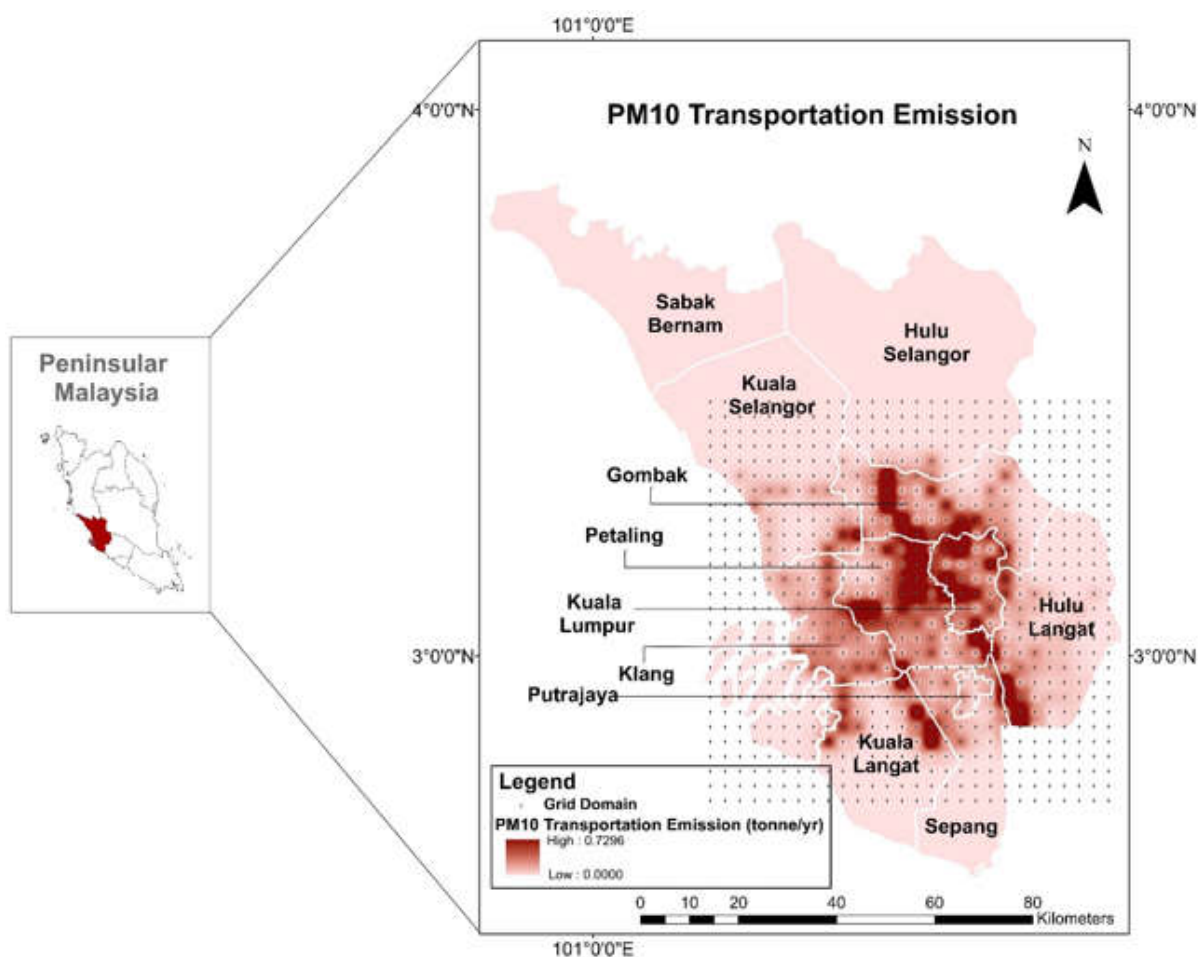 101°0'0"E
4°0'0"N
4°0'0"N
PM10 Transportation Emission
N
Peninsular
Malaysia
Sabak
Bernam
Hulu
Selangor
Kuala
Selangor
Gombak
Petaling
Kuala
Lumpur
Hulu
Langat
3°0'0"N
3°0'0"N
Klang
Putrajaya
Kuala
Langat
Sepang
Legend
Grid Domain
PM10 Transportation Emission (tonne/yr)
High : 0.7296
Low : 0.0000
0 10 20 40 60 80
Kilometers
101°0'0"E